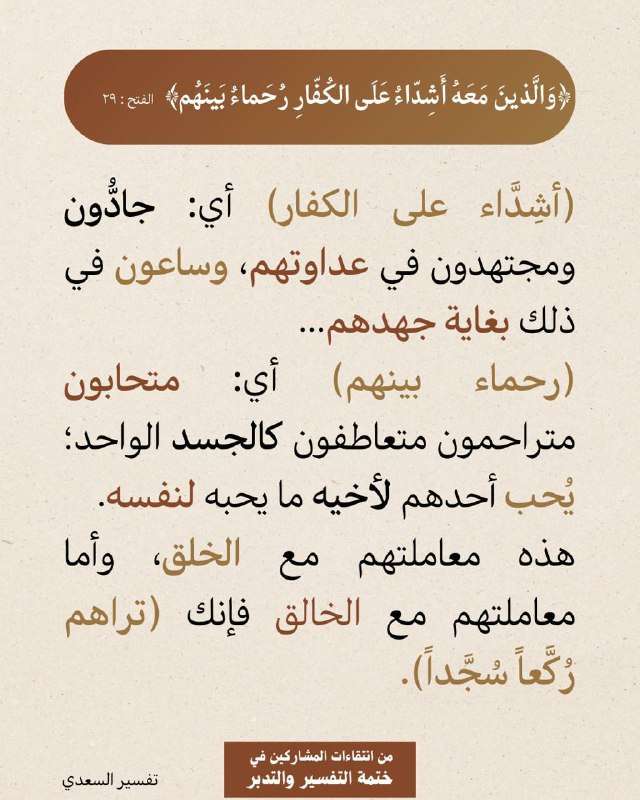 ﴿وَالَّذينَ مَعَهُ أَشِدّاءُ عَلَى الكُفّارِ رُحَماءُ بَينَهُم﴾ الفتح : ٢٩
(أشِدَّاء على الكفار) أي: جادُّون
ومجتهدون في عداوتهم، وساعون في
ذلك بغاية جهدهم...
(رحماء بينهم) أي: متحابون
متراحمون متعاطفون كالجسد الواحد؛
يُحب أحدهم لأخيه ما يحبه لنفسه.
هذه معاملتهم مع الخلق، وأما
معاملتهم مع الخالق فإنك (تراهم
رُكَّعاً سُجَّداً).
من انتقاءات المشاركين في
ختمة التفسير والتدبر
تفسير السعدي